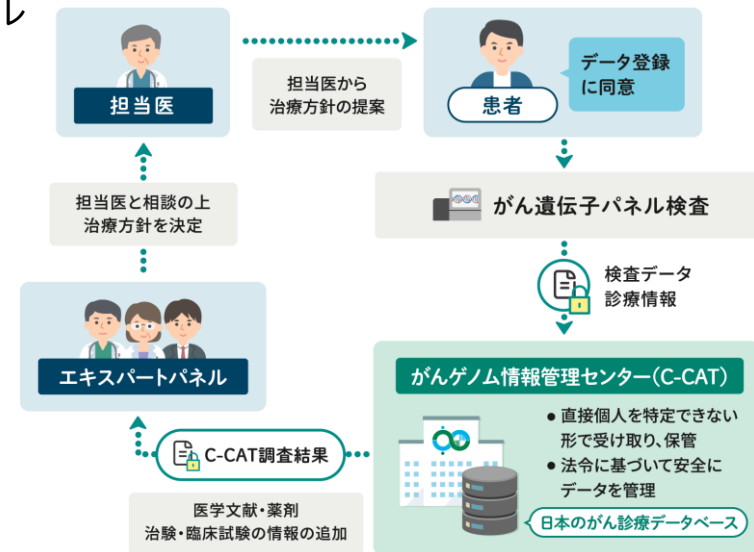 レ
担当医
担当医から
治療方針の提案
患者
データ登録
に同意
がん遺伝子パネル検査
検査データ
診療情報
がんゲノム情報管理センター(C-CAT)
● 直接個人を特定できない
形で受け取り、保管
● 法令に基づいて安全に
データを管理
日本のがん診療データベース
C-CAT調査結果
医学文献・薬剤
治験・臨床試験の情報の追加
エキスパートパネル
担当医と相談の上
治療方針を決定